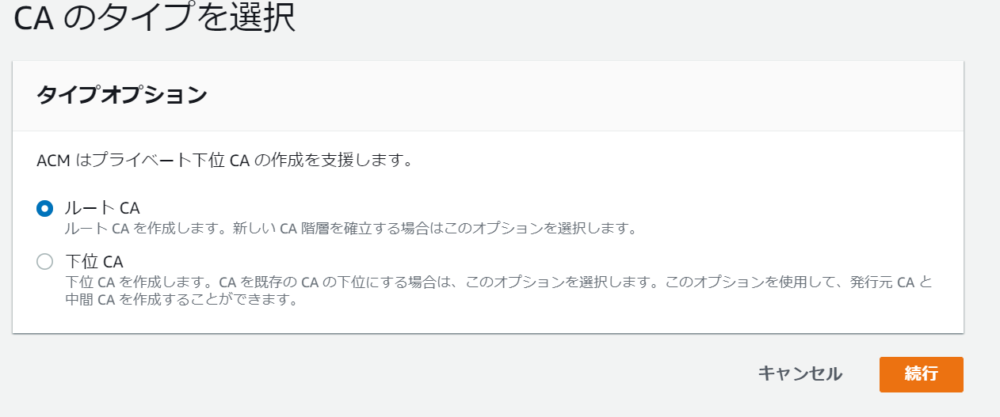 CA のタイプを選択
タイプオプション
ACM はプライベート下位 CA の作成を支援します。
ルート CA
ルート CA を作成します。新しい CA 階層を確立する場合はこのオプションを選択します。
下位 CA
下位 CA を作成します。CA を既存の CA の下位にする場合は、このオプションを選択します。このオプションを使用して、発行元 CA と
中間 CA を作成することができます。
キャンセル
続行